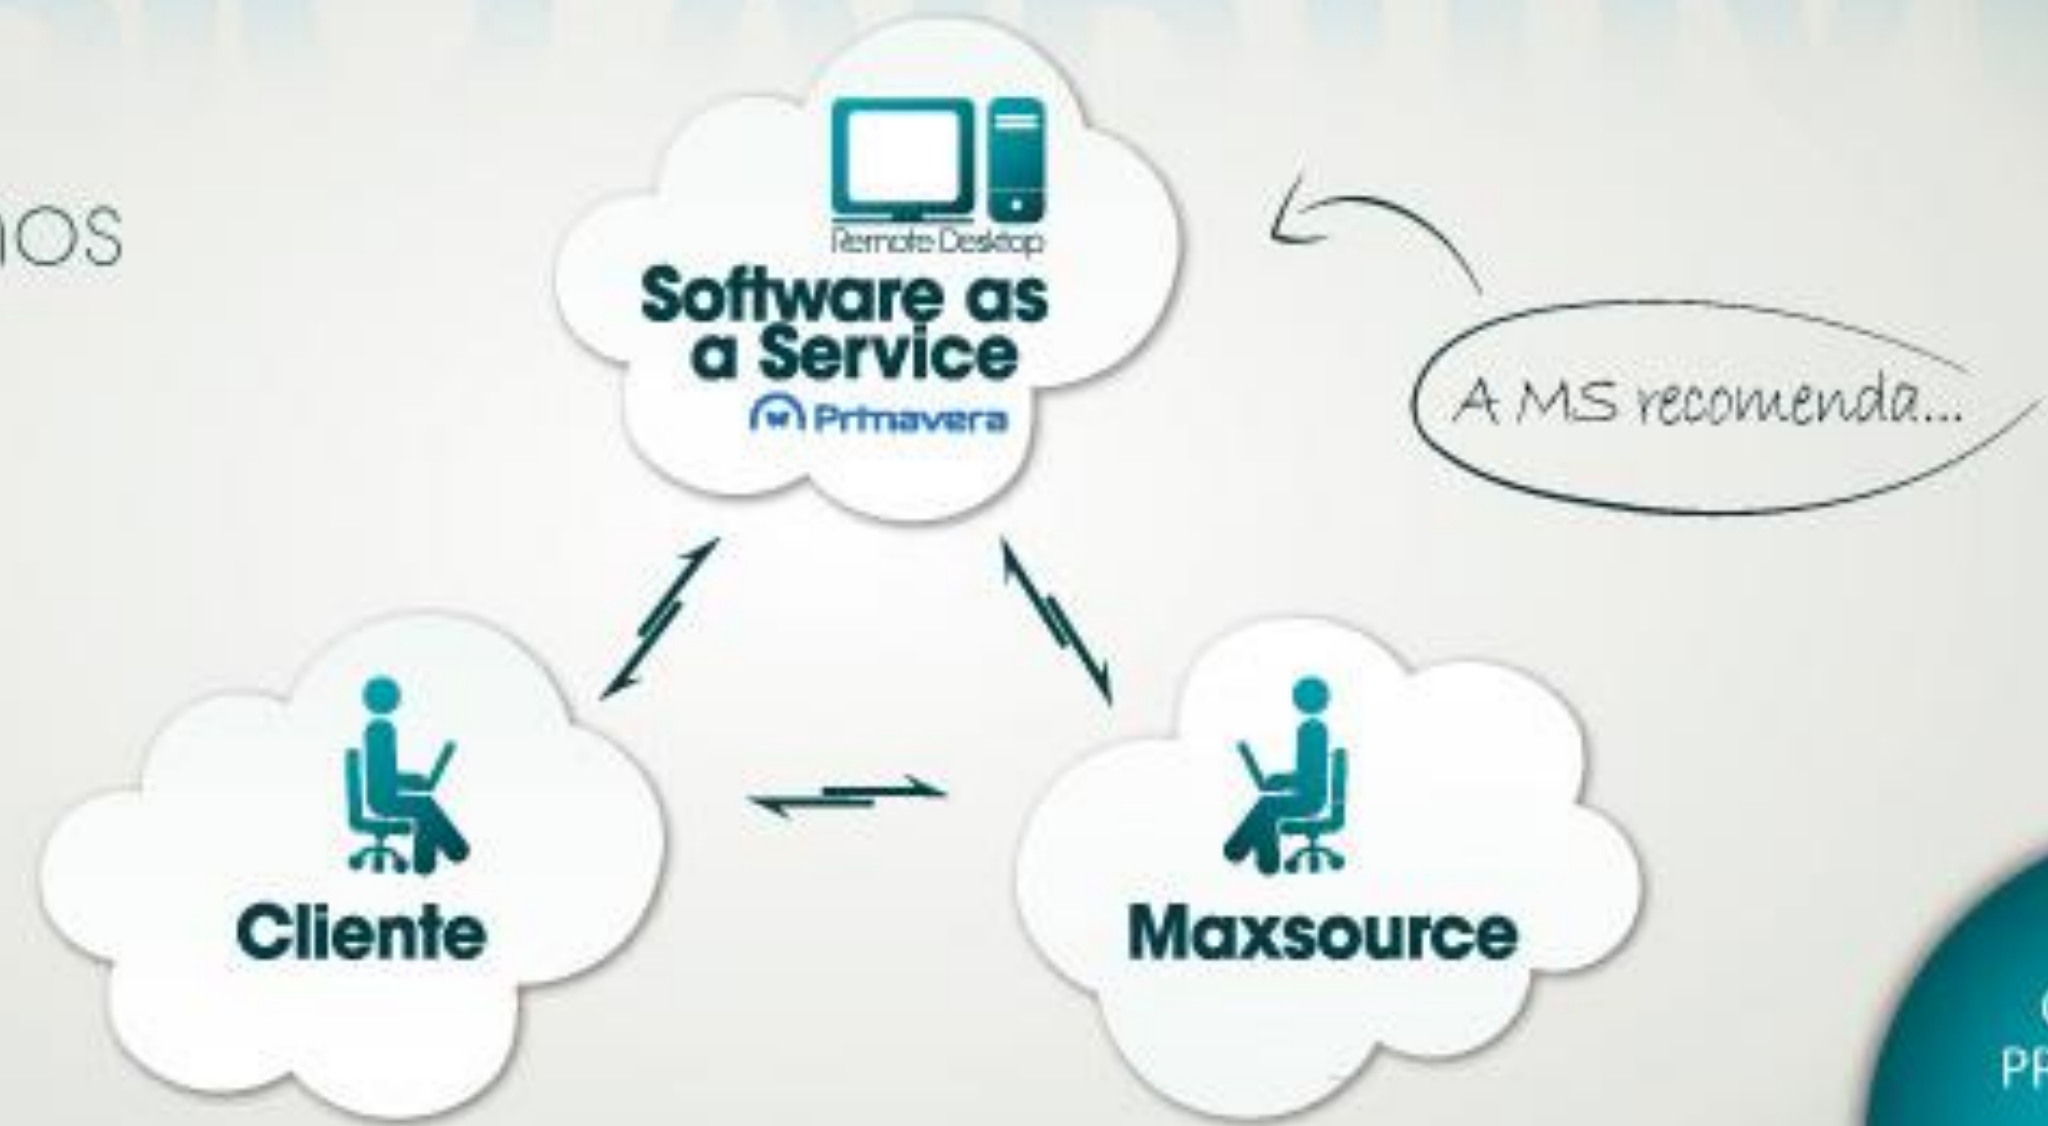 Remote Desktop
Software as
a Service
Primavera
A MS recomenda...
Cliente
Maxsource